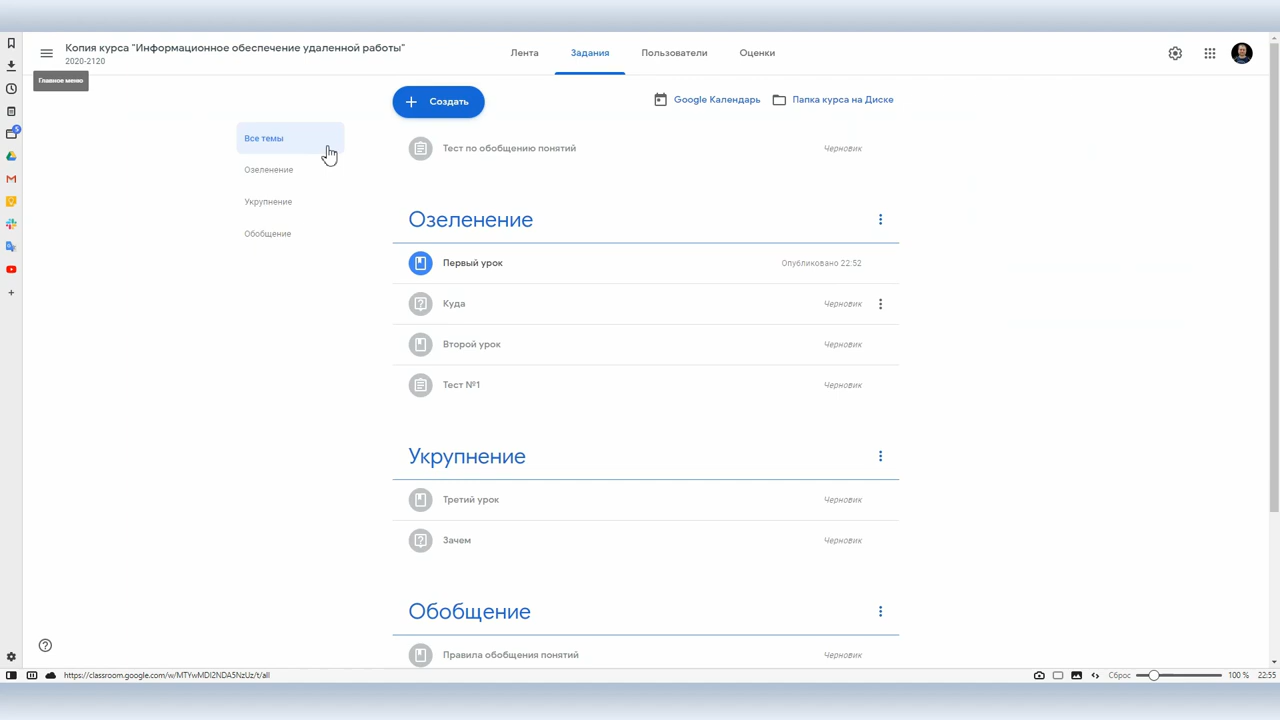 Копия курса "Информационное обеспечение удаленной работы"
2020-2120
Главное меню
Лента
Задания
Пользователи
Оценки
Создать
Google Календарь
Папка курса на Диске
Все темы
Озеленение
Укрупнение
Обобщение
Тест по обобщению понятий
Черновик
Озеленение
Первый урок
Опубликовано 22:52
Куда
Черновик
Второй урок
Черновик
Тест №1
Черновик
Укрупнение
Третий урок
Черновик
Зачем
Черновик
Обобщение
Правила обобщения понятий
Черновик
5
https://classroom.google.com/w/MTYwMDI2NDA5NzUz/t/all
Сброс
100 %
22:55